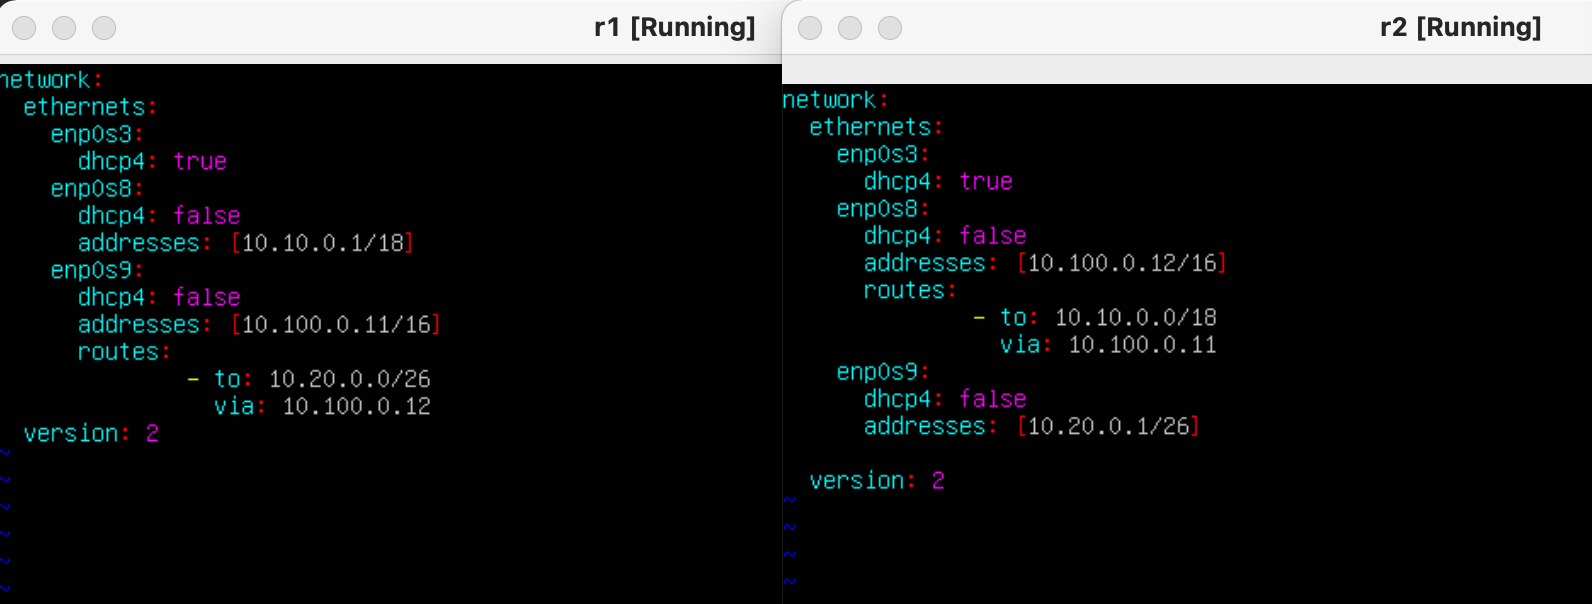 r1 [Running]
network:
  ethernets:
    enp0s3:
      dhcp4: true
    enp0s8:
      dhcp4: false
      addresses: [10.10.0.1/18]
    enp0s9:
      dhcp4: false
      addresses: [10.100.0.11/16]
      routes:
              - to: 10.20.0.0/26
                via: 10.100.0.12
  version: 2
~
~
~
~
~
~
r2 [Running]
network:
  ethernets:
    enp0s3:
      dhcp4: true
    enp0s8:
      dhcp4: false
      addresses: [10.100.0.12/16]
      routes:
              - to: 10.10.0.0/18
                via: 10.100.0.11
    enp0s9:
      dhcp4: false
      addresses: [10.20.0.1/26]

  version: 2
~
~
~
~